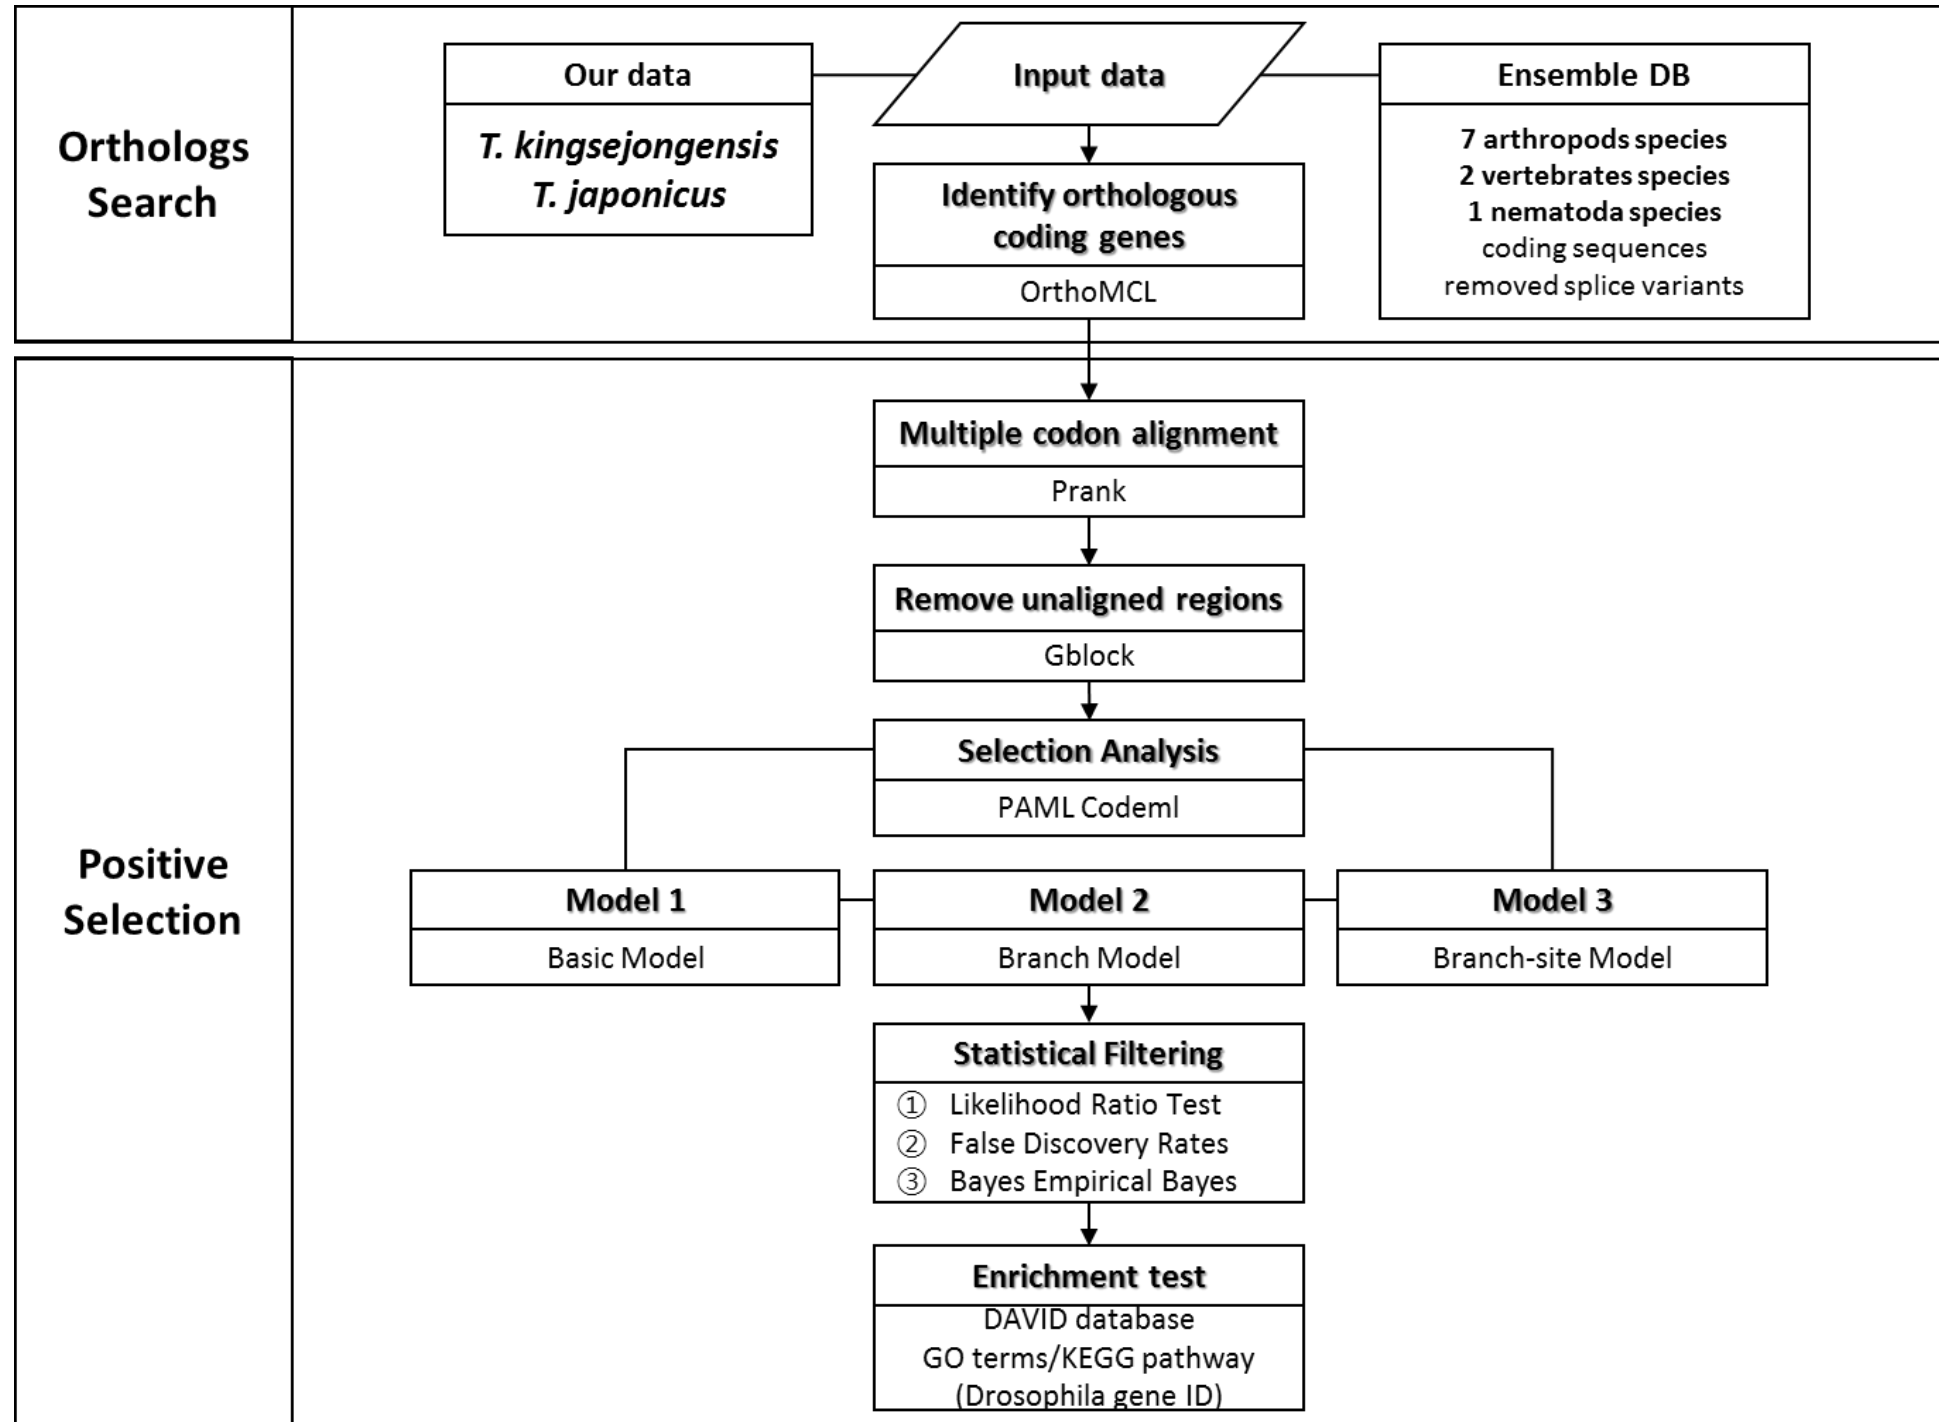 Orthologs
Search
Our data
T. kingsejongensis
T. japonicus
Input data
Identify orthologous
coding genes
OrthoMCL
Ensemble DB
7 arthropods species
2 vertebrates species
1 nematoda species
coding sequences
removed splice variants
Positive
Selection
Multiple codon alignment
Prank
Remove unaligned regions
Gblock
Selection Analysis
PAML Codeml
Model 1
Basic Model
Model 2
Branch Model
Model 3
Branch-site Model
Statistical Filtering
① Likelihood Ratio Test
② False Discovery Rates
③ Bayes Empirical Bayes
Enrichment test
DAVID database
GO terms/KEGG pathway
(Drosophila gene ID)